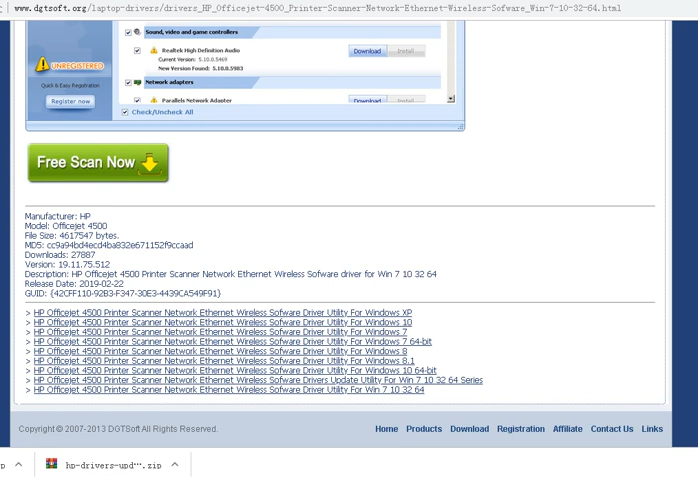 www.dgtsoft.org/laptop-drivers/drivers_HP_Officejet-4500_Printer-Scanner-Network-Ethernet-Wireless-Sofware_Win-7-10-32-64.html
Sound, video and game controllers
Realtek High Definition Audio
Download
Install
Current Version: 5.10.0.5469
UNREGISTERED
New Version Found: 5.10.0.5983
Quick & Easy Registration
Network adapters
Register now
Parallels Network Adapter
Download
Install
Check/Uncheck All
Free Scan Now
Manufacturer: HP
Model: Officejet 4500
File Size: 4617547 bytes.
MD5: cc9a94bd4ecd4ba832e671152f9ccaad
Downloads: 27887
Version: 19.11.75.512
Description: HP Officejet 4500 Printer Scanner Network Ethernet Wireless Sofware driver for Win 7 10 32 64
Release Date: 2019-02-22
GUID: {42CFF110-92B3-F347-30E3-4439CA549F91}
> HP Officejet 4500 Printer Scanner Network Ethernet Wireless Sofware Driver Utility For Windows XP
> HP Officejet 4500 Printer Scanner Network Ethernet Wireless Sofware Driver Utility For Windows 10
> HP Officejet 4500 Printer Scanner Network Ethernet Wireless Sofware Driver Utility For Windows 7
> HP Officejet 4500 Printer Scanner Network Ethernet Wireless Sofware Driver Utility For Windows 7 64-bit
> HP Officejet 4500 Printer Scanner Network Ethernet Wireless Sofware Driver Utility For Windows 8
> HP Officejet 4500 Printer Scanner Network Ethernet Wireless Sofware Driver Utility For Windows 8.1
> HP Officejet 4500 Printer Scanner Network Ethernet Wireless Sofware Driver Utility For Windows 10 64-bit
> HP Officejet 4500 Printer Scanner Network Ethernet Wireless Sofware Drivers Update Utility For Win 7 10 32 64 Series
> HP Officejet 4500 Printer Scanner Network Ethernet Wireless Sofware Driver Utility For Win 7 10 32 64
Copyright © 2007-2013 DGTSoft All Rights Reserved.
Home Products Download Registration Affiliate Contact Us Links
p
hp-drivers-upd….zip